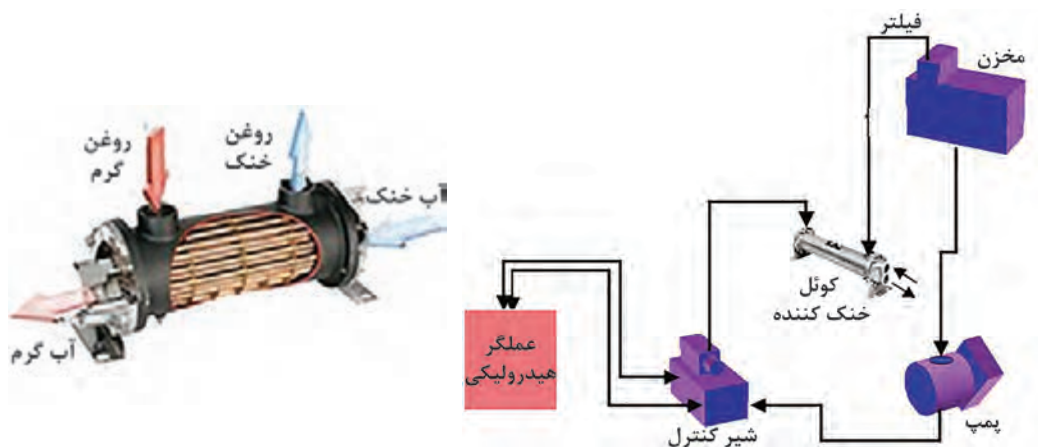 فیلتر
مخزن
روغن
گرم
روغن
خنک
آب خنک
آب گرم
کوئل
خنک کننده
عملگر
هیدرولیکی
شیر کنترل
پمپ